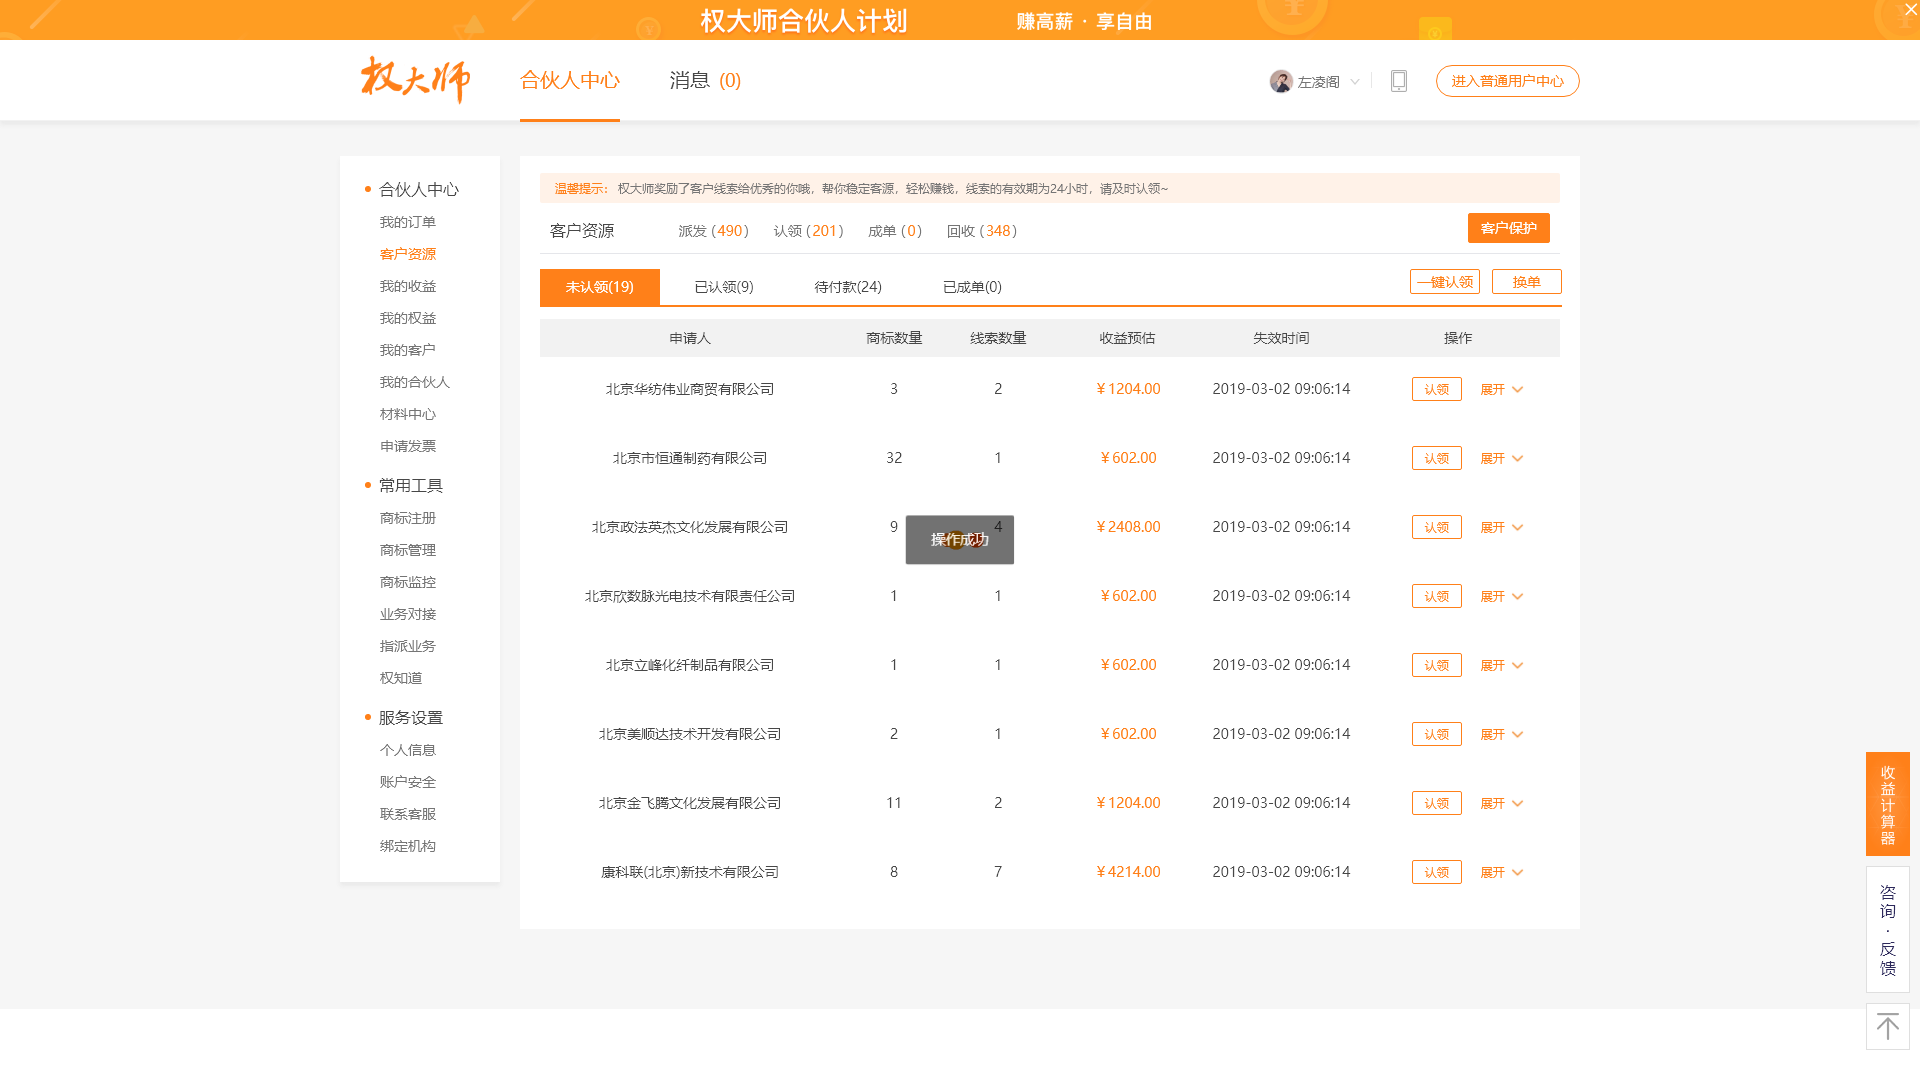 权大师合伙人计划 赚高薪 · 享自由
权大师 合伙人中心 消息 (0) 左凌阁 进入普通用户中心
合伙人中心
我的订单
客户资源
我的收益
我的权益
我的客户
我的合伙人
材料中心
申请发票
常用工具
商标注册
商标管理
商标监控
业务对接
指派业务
权知道
服务设置
个人信息
账户安全
联系客服
绑定机构
温馨提示： 权大师奖励了客户线索给优秀的你哦，帮你稳定客源，轻松赚钱，线索的有效期为24小时，请及时认领~
客户资源 派发 (490) 认领 (201) 成单 (0) 回收 (348) 客户保护
未认领(19) 已认领(9) 待付款(24) 已成单(0) 一键认领 换单
申请人 商标数量 线索数量 收益预估 失效时间 操作
北京华纺伟业商贸有限公司 3 2 ￥1204.00 2019-03-02 09:06:14 认领 展开
北京市恒通制药有限公司 32 1 ￥602.00 2019-03-02 09:06:14 认领 展开
北京政法英杰文化发展有限公司 9 4 ￥2408.00 2019-03-02 09:06:14 认领 展开
操作成功
北京欣数脉光电技术有限责任公司 1 1 ￥602.00 2019-03-02 09:06:14 认领 展开
北京立峰化纤制品有限公司 1 1 ￥602.00 2019-03-02 09:06:14 认领 展开
北京美顺达技术开发有限公司 2 1 ￥602.00 2019-03-02 09:06:14 认领 展开
北京金飞腾文化发展有限公司 11 2 ￥1204.00 2019-03-02 09:06:14 认领 展开
康科联(北京)新技术有限公司 8 7 ￥4214.00 2019-03-02 09:06:14 认领 展开
收益计算器
咨询·反馈